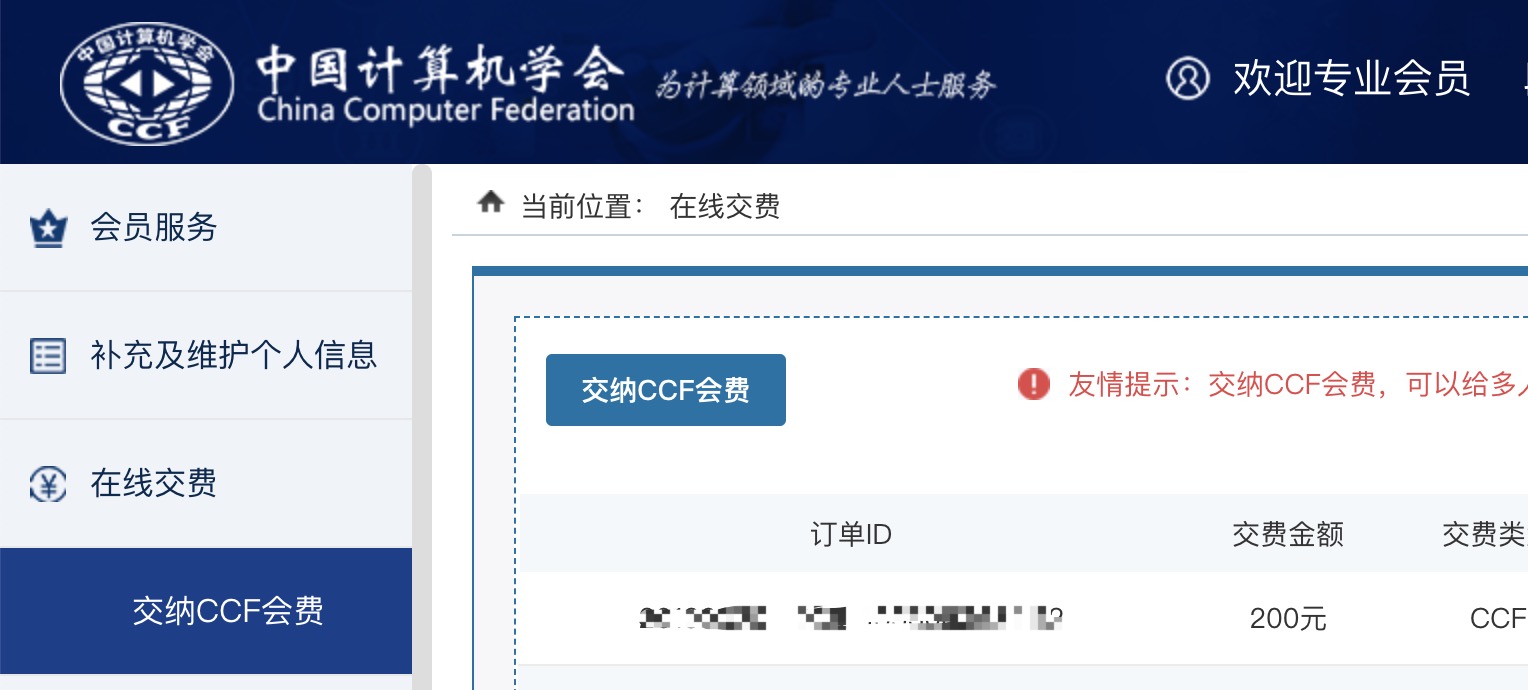 中国计算机学会
CCF
中国计算机学会
China Computer Federation
为计算领域的专业人士服务
欢迎专业会员
会员服务
补充及维护个人信息
在线交费
交纳CCF会费
当前位置： 在线交费
交纳CCF会费
友情提示：交纳CCF会费，可以给多
订单ID 交费金额 交费类
200元 CCF